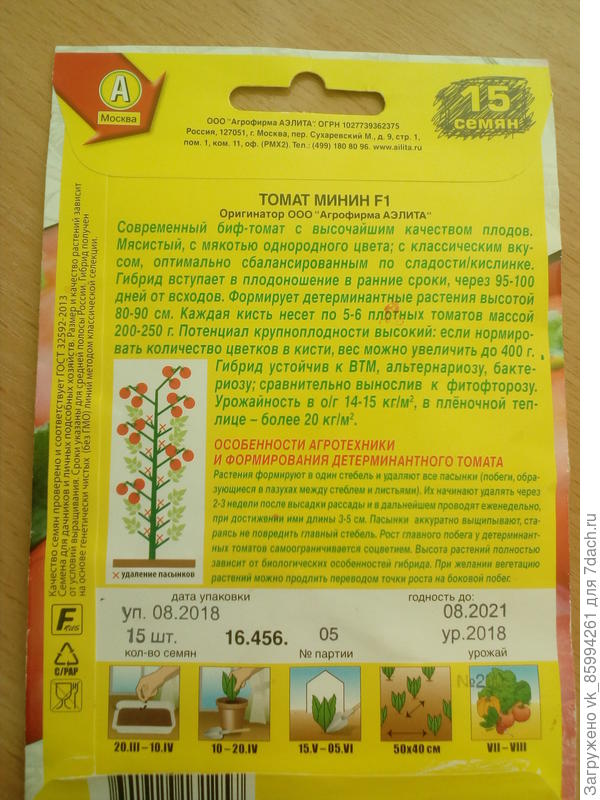 А
Москва
ООО "Агрофирма АЭЛИТА". ОГРН 1027739362375
Россия, 127051, г. Москва, пер. Сухаревский М., д. 9, стр. 1,
пом. 1, ком. 11, оф. (РМХ2). Тел.: (499) 180 80 96. www.ailita.ru
15
семян
ТОМАТ МИНИН F1
Оригинатор ООО "Агрофирма АЭЛИТА"
Современный биф-томат с высочайшим качеством плодов.
Мясистый, с мякотью однородного цвета; с классическим вку-
сом, оптимально сбалансированным по сладости/кислинке.
Гибрид вступает в плодоношение в ранние сроки, через 95-100
дней от всходов. Формирует детерминантные растения высотой
80-90 см. Каждая кисть несет по 5-6 плотных томатов массой
200-250 г. Потенциал крупноплодности высокий: если нормиро-
вать количество цветков в кисти, вес можно увеличить до 400 г.
Гибрид устойчив к ВТМ, альтернариозу, бакте-
риозу; сравнительно вынослив к фитофторозу.
Урожайность в о/г 14-15 кг/м², в плёночной теп-
лице – более 20 кг/м².
ОСОБЕННОСТИ АГРОТЕХНИКИ
И ФОРМИРОВАНИЯ ДЕТЕРМИНАНТНОГО ТОМАТА
Растения формируют в один стебель и удаляют все пасынки (побеги, обра-
зующиеся в пазухах между стеблем и листьями). Их начинают удалять через
2-3 недели после высадки рассады и в дальнейшем проводят еженедельно,
при достижении ими длины 3-5 см. Пасынки аккуратно выщипывают, ста-
раясь не повредить главный стебель. Рост главного побега у детерминант-
ных томатов самоограничивается соцветием. Высота растений полностью
зависит от биологических особенностей гибрида. При желании вегетацию
растений можно продлить переводом точки роста на боковой побег.
× удаление пасынков
Качество семян проверено и соответствует ГОСТ 32592-2013
Семена для дачников и личных подсобных хозяйств. Размер и качество растений зависит
от условий выращивания. Сроки указаны для средней полосы России. Гибрид получен
на основе генетически чистых (без ГМО) линий методом классической селекции.
дата упаковки
годность до:
уп. 08.2018
08.2021
15 шт.
16.456.
05
ур.2018
кол-во семян
№ партии
урожай
C/PAP
20.III – 10.IV
10 – 20.IV
15.V – 05.VI
50х40 см
VII – VIII
Загружено vk_85994261 для 7dach.ru